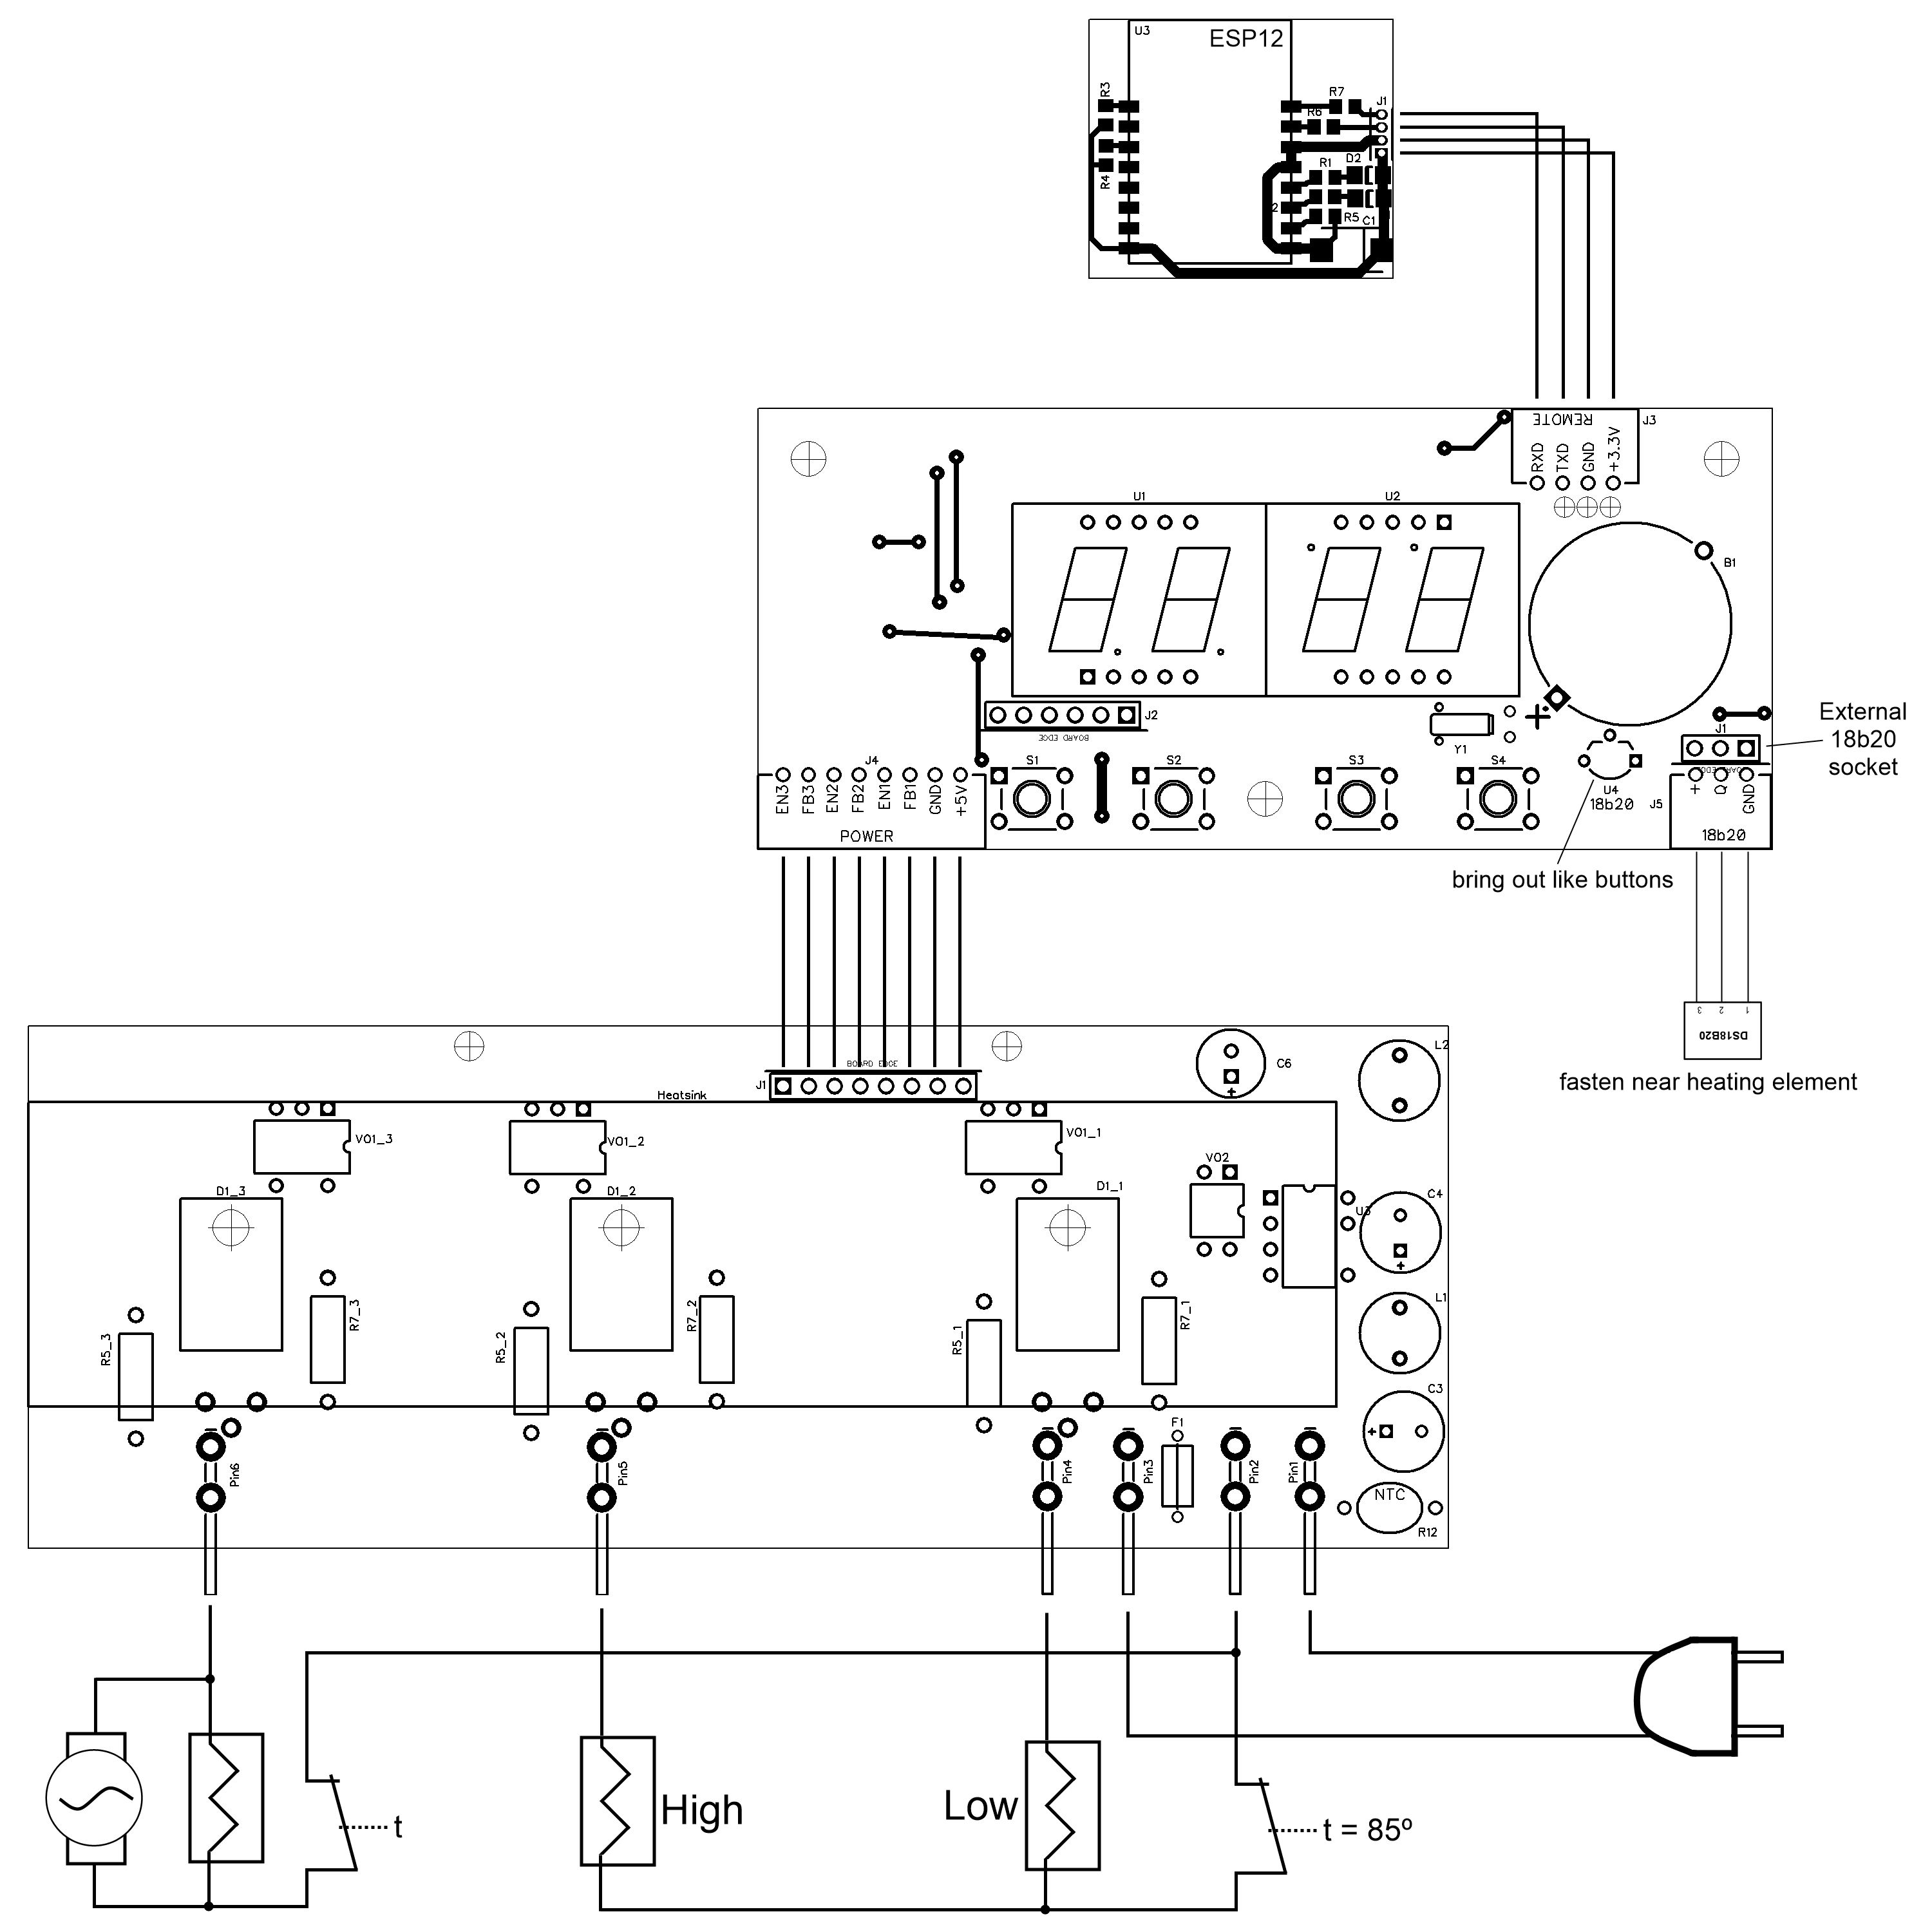 U3
ESP12
R3
R4
R7
R6
J1
D2
R1
2
R5
C1
REMOTE
J3
RXD
TXD
GND
+3.3V
U1
U2
B1
J2
BOARD EDGE
+
Y1
J1
External
18b20
socket
J4
S1
S2
S3
S4
U4
18b20
J5
EN3
FB3
EN2
FB2
EN1
FB1
GND
+5V
POWER
+
Q
GND
18b20
bring out like buttons
3 2 1
DS18B20
fasten near heating element
BOARD EDGE
J1
Heatsink
C6
+
L2
VO1_3
VO1_2
VO1_1
VO2
D1_3
D1_2
D1_1
U3
C4
+
R5_3
R7_3
R5_2
R7_2
R5_1
R7_1
L1
C3
+
F1
Pin6
Pin5
Pin4
Pin3
Pin2
Pin1
NTC
R12
t
High
Low
t = 85º